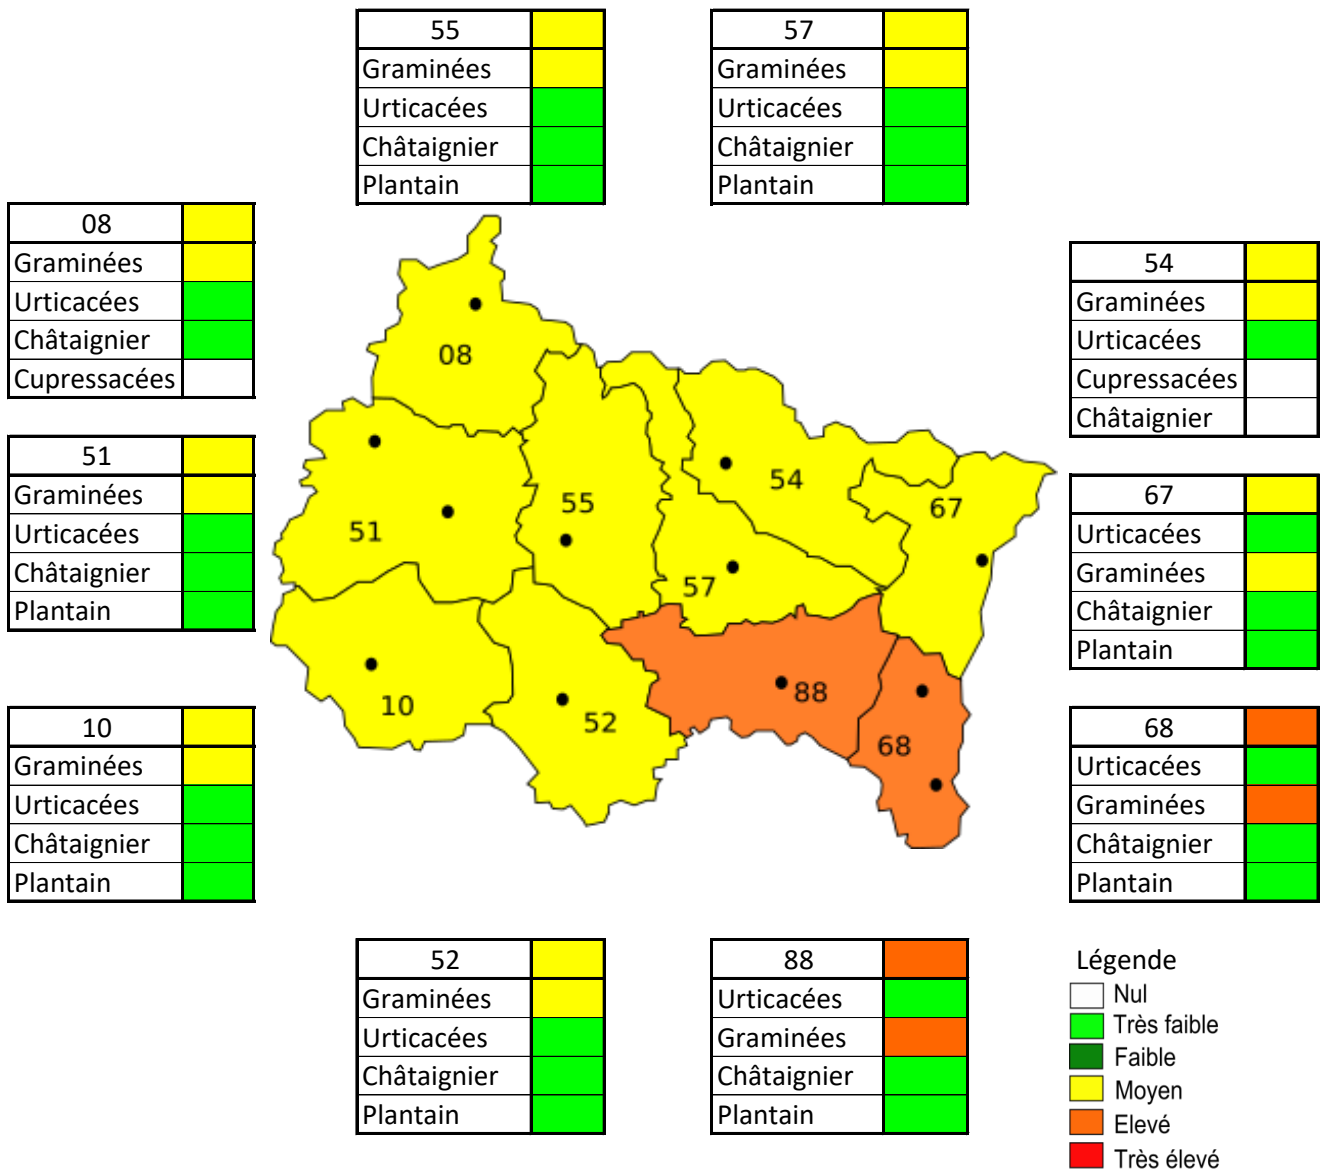 55
Graminées
Urticacées
Châtaignier
Plantain
57
Graminées
Urticacées
Châtaignier
Plantain
08
Graminées
Urticacées
Châtaignier
Cupressacées
54
Graminées
Urticacées
Cupressacées
Châtaignier
51
Graminées
Urticacées
Châtaignier
Plantain
67
Urticacées
Graminées
Châtaignier
Plantain
10
Graminées
Urticacées
Châtaignier
Plantain
68
Urticacées
Graminées
Châtaignier
Plantain
08
54
55
67
51
57
88
10
52
68
52
Graminées
Urticacées
Châtaignier
Plantain
88
Urticacées
Graminées
Châtaignier
Plantain
Légende
Nul
Très faible
Faible
Moyen
Elevé
Très élevé